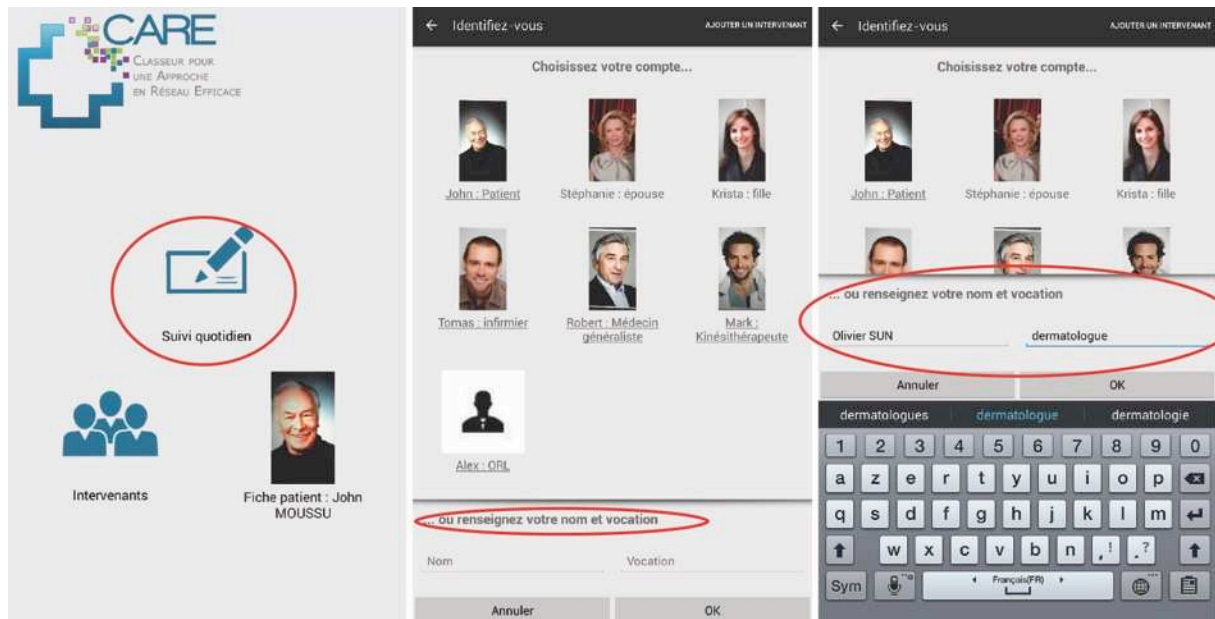 CARE
CLASSEUR POUR
UNE APPROCHE
EN RÉSEAU EFFICACE
Suivi quotidien
Intervenants
Fiche patient : John
MOUSSU
← Identifiez-vous
AJOUTER UN INTERVENANT
Choisissez votre compte...
John : Patient
Stéphanie : épouse
Krista : fille
Tomas : infirmier
Robert : Médecin
généraliste
Mark :
Kinésithérapeute
Alex : ORL
... ou renseignez votre nom et vocation
Nom
Vocation
Annuler
OK
← Identifiez-vous
AJOUTER UN INTERVENANT
Choisissez votre compte...
John : Patient
Stéphanie : épouse
Krista : fille
... ou renseignez votre nom et vocation
Olivier SUN
dermatologue
Annuler
OK
dermatologues dermatologue dermatologie
1 2 3 4 5 6 7 8 9 0
a z e r t y u i o p
q s d f g h j k l m
w x c v b n , ! . ?
Sym Français(FR)